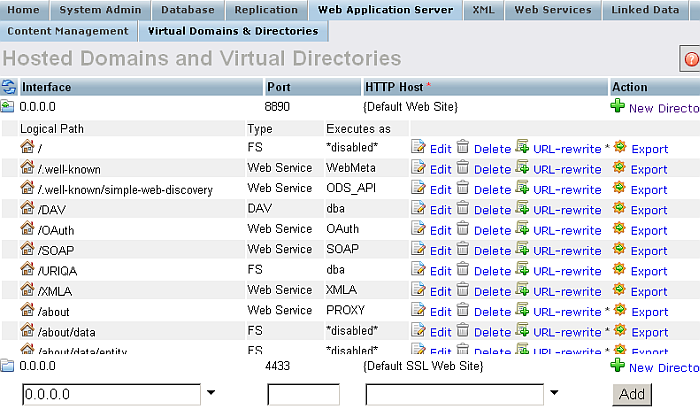 Home System Admin Database Replication Web Application Server XML Web Services Linked Data
Content Management Virtual Domains & Directories
Hosted Domains and Virtual Directories
?
Interface Port HTTP Host * Action
0.0.0.0 8890 {Default Web Site} New Directo
Logical Path Type Executes as
/ FS *disabled* Edit Delete URL-rewrite * Export
/.well-known Web Service WebMeta Edit Delete URL-rewrite Export
/.well-known/simple-web-discovery Web Service ODS_API Edit Delete URL-rewrite Export
/DAV DAV dba Edit Delete URL-rewrite Export
/OAuth Web Service OAuth Edit Delete URL-rewrite Export
/SOAP Web Service SOAP Edit Delete URL-rewrite Export
/URIQA FS dba Edit Delete URL-rewrite Export
/XMLA Web Service XMLA Edit Delete URL-rewrite Export
/about Web Service PROXY Edit Delete URL-rewrite * Export
/about/data FS *disabled* Edit Delete URL-rewrite * Export
/about/data/entity FS *disabled* Edit Delete URL-rewrite * Export
0.0.0.0 4433 {Default SSL Web Site} New Directo
0.0.0.0 Add